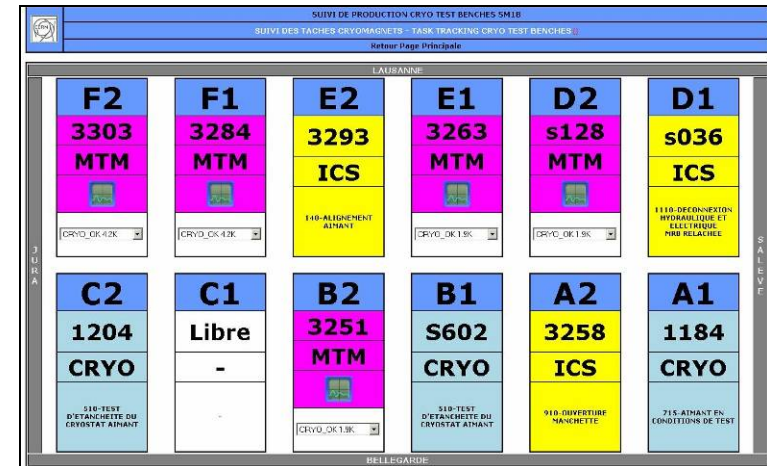 SUIVI DE PRODUCTION CRYO TEST BENCHES SM18
SUIVI DES TACHES CRYOMAGNETS - TASK TRACKING CRYO TEST BENCHES
Retour Page Principale
LAUSANNE
JURA
SALEVE
F2 F1 E2 E1 D2 D1
3303 3284 3293 3263 s128 s036
MTM MTM ICS MTM MTM ICS
140-ALIGNEMENT
AIMANT
1110-DECONNEXION
HYDRAULIQUE ET
ELECTRIQUE
MRB RELACHEE
CRYO_OK 4.2K CRYO_OK 4.2K CRYO_OK 1.9K CRYO_OK 1.9K
C2 C1 B2 B1 A2 A1
1204 Libre 3251 S602 3258 1184
CRYO - MTM CRYO ICS CRYO
510-TEST
D'ETANCHEITE DU
CRYOSTAT AIMANT
-
CRYO_OK 1.9K
510-TEST
D'ETANCHEITE DU
CRYOSTAT AIMANT
910-OUVERTURE
MANCHETTE
715-AIMANT EN
CONDITIONS DE TEST
BELLEGARDE